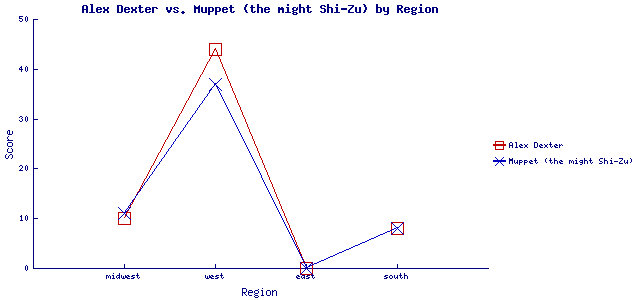 Alex Dexter vs. Muppet (the might Shi-Zu) by Region
50
40
30
20
10
0
Score
midwest west east south
Region
Alex Dexter
Muppet (the might Shi-Zu)